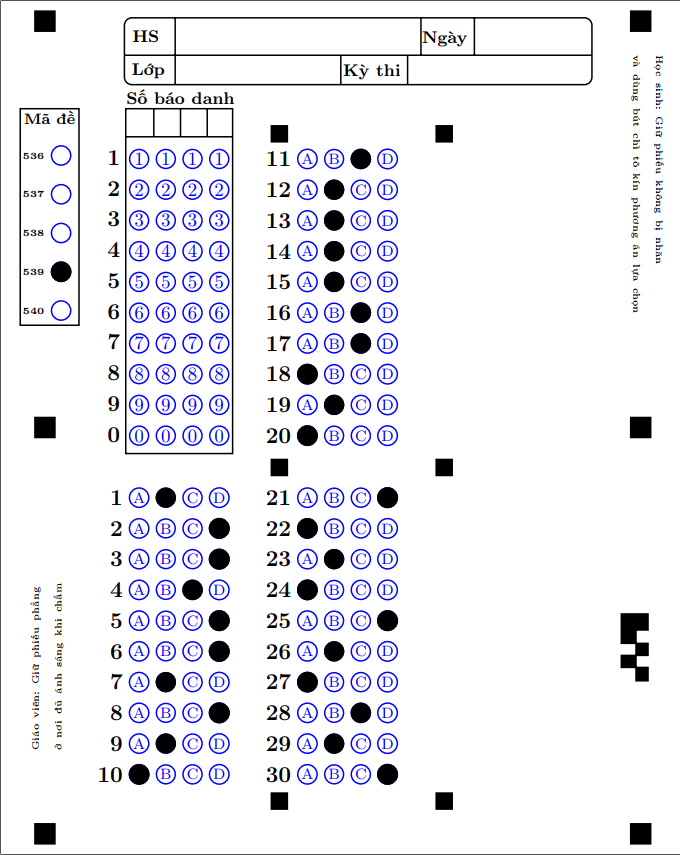 HS
Ngày
Lớp
Kỳ thi
Số báo danh
Mã đề
536
537
538
539
540
1 1 1 1 1
2 2 2 2 2
3 3 3 3 3
4 4 4 4 4
5 5 5 5 5
6 6 6 6 6
7 7 7 7 7
8 8 8 8 8
9 9 9 9 9
0 0 0 0 0
11 A B D
12 A C D
13 A C D
14 A C D
15 A C D
16 A B D
17 A B D
18 B C D
19 A C D
20 B C D
1 A C D
2 A B C
3 A B C
4 A B D
5 A B C
6 A B C
7 A C D
8 A B C
9 A C D
10 B C D
21 A B C
22 B C D
23 A C D
24 B C D
25 A B C
26 A C D
27 B C D
28 A B D
29 A C D
30 A B C
Học sinh: Giữ phiếu không bị nhăn
và dùng bút chì tô kín phương án lựa chọn
Giáo viên: Giữ phiếu phẳng
ở nơi đủ ánh sáng khi chấm